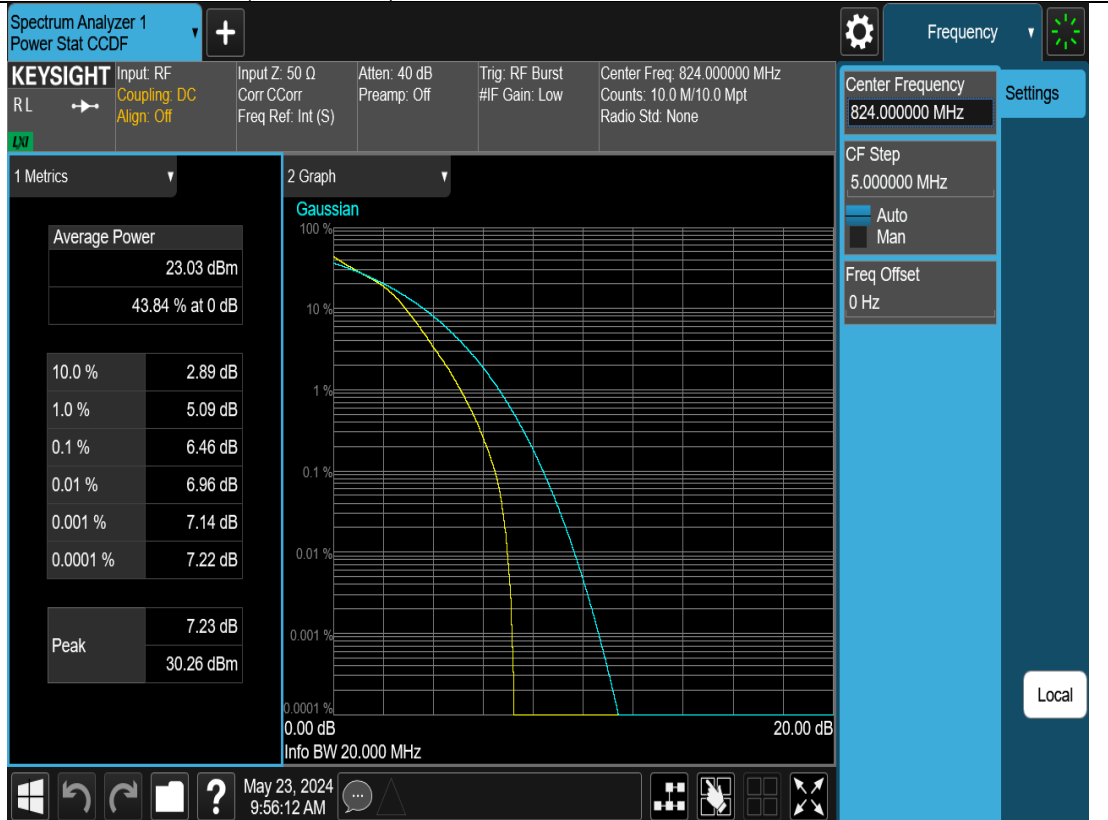 Spectrum Analyzer 1
Power Stat CCDF
+
Frequency
KEYSIGHT
R L
LXI
Input: RF
Coupling: DC
Align: Off
Input Z: 50 Ω
Corr CCorr
Freq Ref: Int (S)
Atten: 40 dB
Preamp: Off
Trig: RF Burst
#IF Gain: Low
Center Freq: 824.000000 MHz
Counts: 10.0 M/10.0 Mpt
Radio Std: None
Center Frequency
824.000000 MHz
Settings
CF Step
5.000000 MHz
Auto
Man
Freq Offset
0 Hz
Local
1 Metrics
Average Power
23.03 dBm
43.84 % at 0 dB
10.0 % 2.89 dB
1.0 % 5.09 dB
0.1 % 6.46 dB
0.01 % 6.96 dB
0.001 % 7.14 dB
0.0001 % 7.22 dB
Peak
7.23 dB
30.26 dBm
2 Graph
Gaussian
100 %
10 %
1 %
0.1 %
0.01 %
0.001 %
0.0001 %
0.00 dB 20.00 dB
Info BW 20.000 MHz
?
May 23, 2024
9:56:12 AM